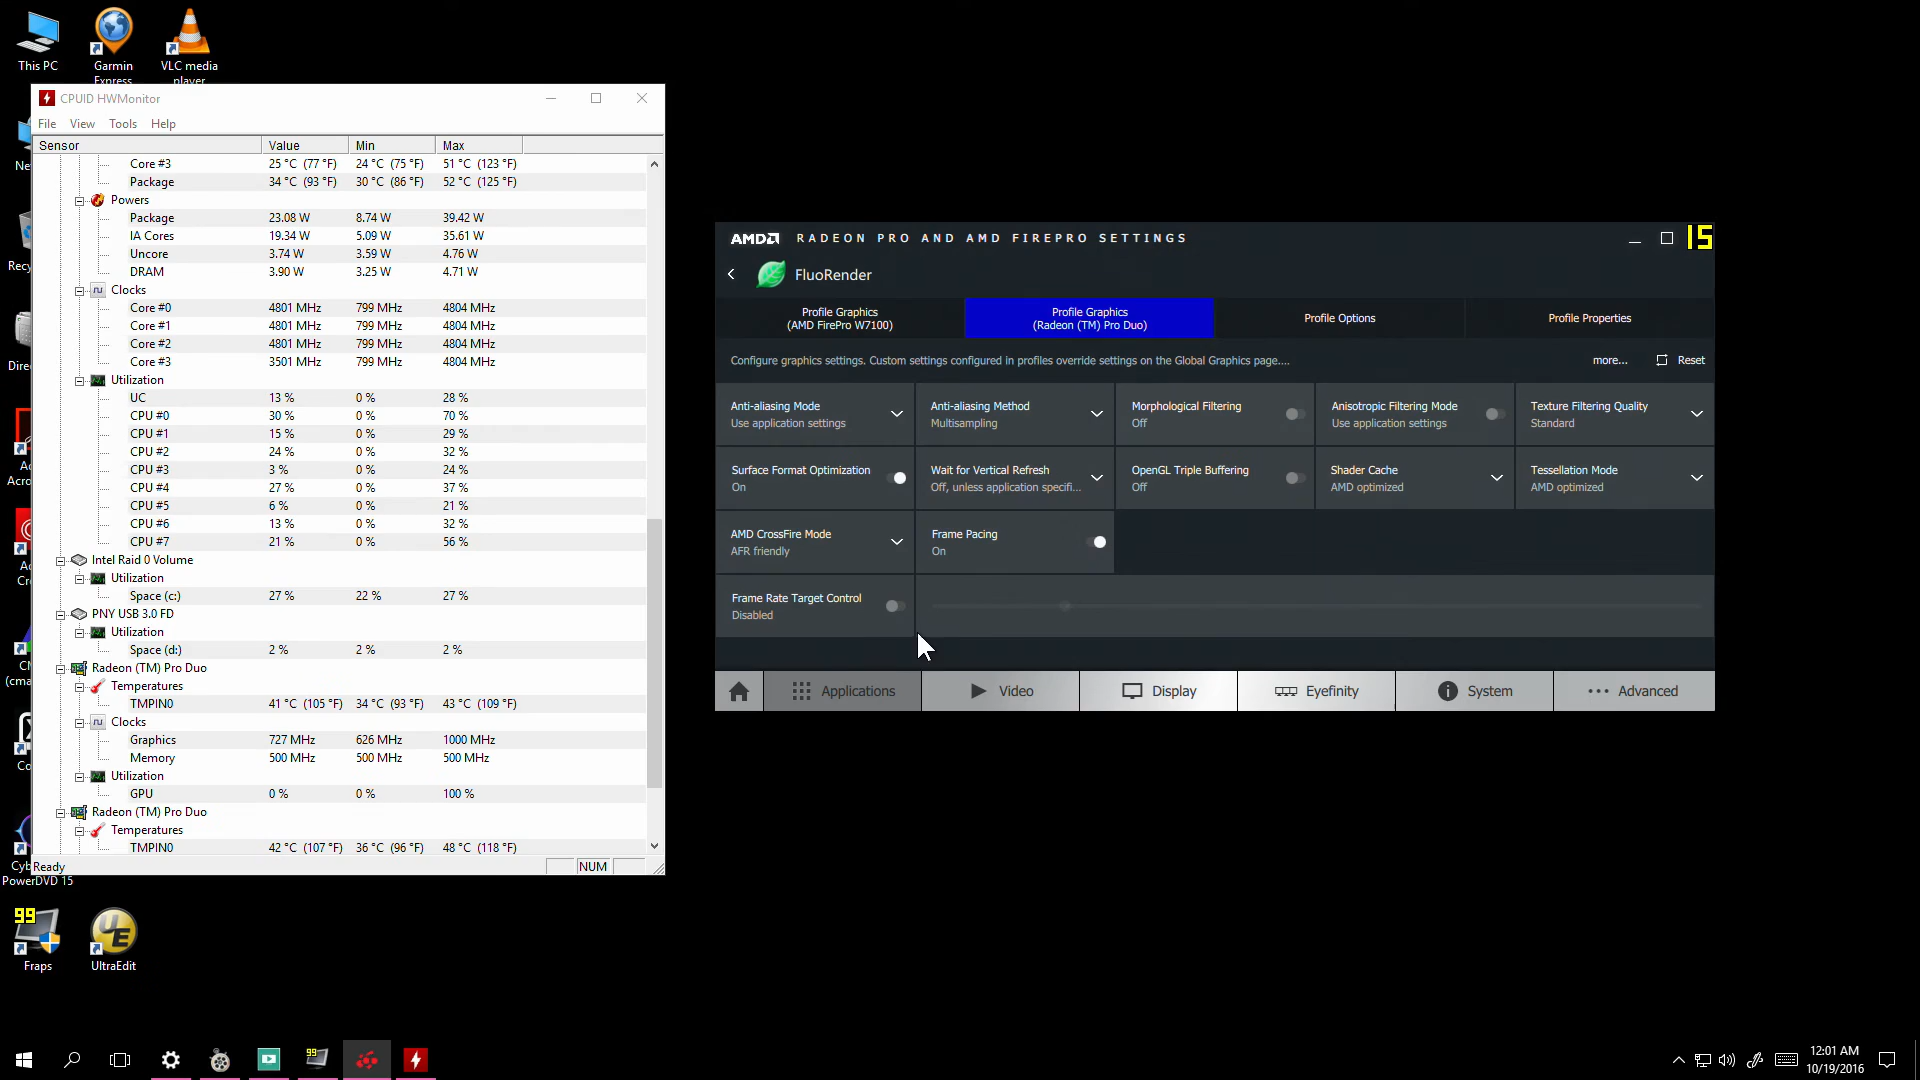 This PC
Garmin
Express
VLC media
player
CPUID HWMonitor
File View Tools Help
Sensor Value Min Max
Core #3 25 °C (77 °F) 24 °C (75 °F) 51 °C (123 °F)
Package 34 °C (93 °F) 30 °C (86 °F) 52 °C (125 °F)
Powers
Package 23.08 W 8.74 W 39.42 W
IA Cores 19.34 W 5.09 W 35.61 W
Uncore 3.74 W 3.59 W 4.76 W
DRAM 3.90 W 3.25 W 4.71 W
Clocks
Core #0 4801 MHz 799 MHz 4804 MHz
Core #1 4801 MHz 799 MHz 4804 MHz
Core #2 4801 MHz 799 MHz 4804 MHz
Core #3 3501 MHz 799 MHz 4804 MHz
Utilization
UC 13 % 0 % 28 %
CPU #0 30 % 0 % 70 %
CPU #1 15 % 0 % 29 %
CPU #2 24 % 0 % 32 %
CPU #3 3 % 0 % 24 %
CPU #4 27 % 0 % 37 %
CPU #5 6 % 0 % 21 %
CPU #6 13 % 0 % 32 %
CPU #7 21 % 0 % 56 %
Intel Raid 0 Volume
Utilization
Space (c:) 27 % 22 % 27 %
PNY USB 3.0 FD
Utilization
Space (d:) 2 % 2 % 2 %
Radeon (TM) Pro Duo
Temperatures
TMPIN0 41 °C (105 °F) 34 °C (93 °F) 43 °C (109 °F)
Clocks
Graphics 727 MHz 626 MHz 1000 MHz
Memory 500 MHz 500 MHz 500 MHz
Utilization
GPU 0 % 0 % 100 %
Radeon (TM) Pro Duo
Temperatures
TMPIN0 42 °C (107 °F) 36 °C (96 °F) 48 °C (118 °F)
Ready NUM
Ne
Recy
Direc
Ac
Acro
Ac
Cre
CM
(cma
Co
Cyb
PowerDVD 15
99
Fraps
UE
UltraEdit
AMD RADEON PRO AND AMD FIREPRO SETTINGS
15
FluoRender
Profile Graphics
(AMD FirePro W7100)
Profile Graphics
(Radeon (TM) Pro Duo)
Profile Options
Profile Properties
Configure graphics settings. Custom settings configured in profiles override settings on the Global Graphics page.... more... Reset
Anti-aliasing Mode
Use application settings
Anti-aliasing Method
Multisampling
Morphological Filtering
Off
Anisotropic Filtering Mode
Use application settings
Texture Filtering Quality
Standard
Surface Format Optimization
On
Wait for Vertical Refresh
Off, unless application specifi...
OpenGL Triple Buffering
Off
Shader Cache
AMD optimized
Tessellation Mode
AMD optimized
AMD CrossFire Mode
AFR friendly
Frame Pacing
On
Frame Rate Target Control
Disabled
Applications Video Display Eyefinity System Advanced
99
12:01 AM
10/19/2016